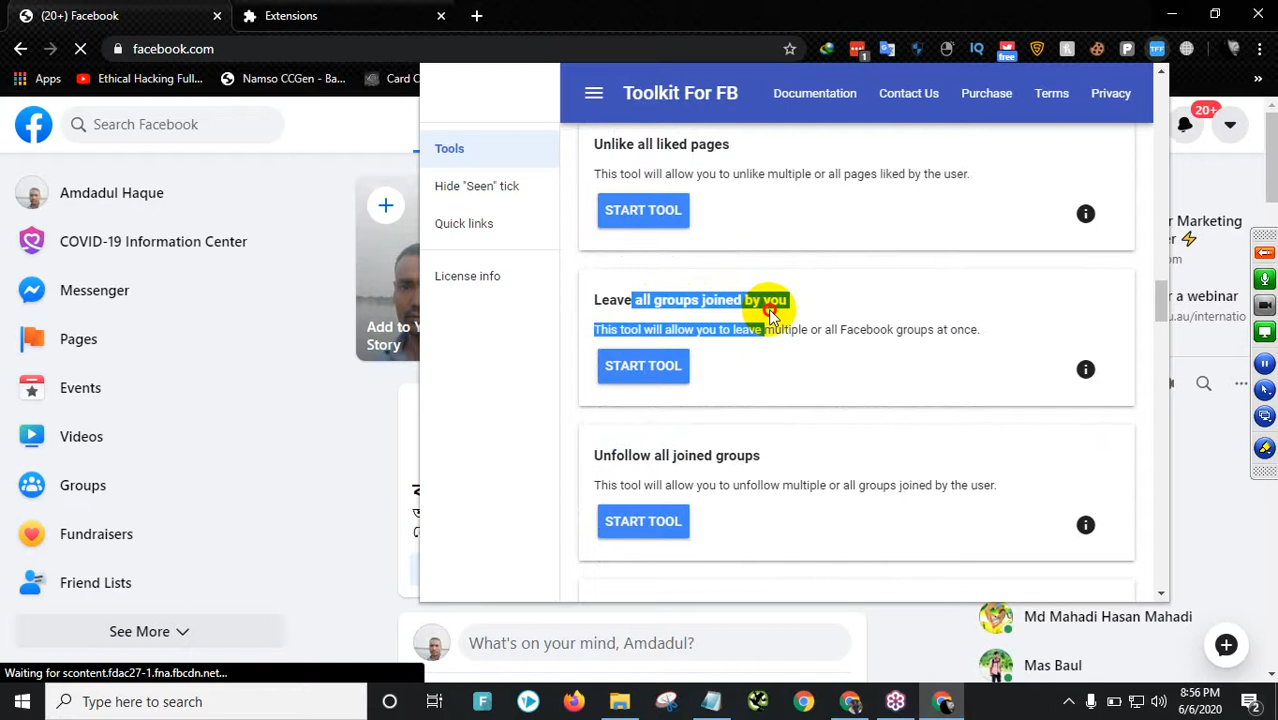 (20+) Facebook
Extensions
facebook.com
free
1
Apps
Ethical Hacking Full...
Namso CCGen - Ba...
Card C
Search Facebook
20+
Amdadul Haque
COVID-19 Information Center
Messenger
Pages
Events
Videos
Groups
Fundraisers
Friend Lists
See More
Add to Y
Story
Tools
Hide "Seen" tick
Quick links
License info
Toolkit For FB
Documentation
Contact Us
Purchase
Terms
Privacy
Unlike all liked pages
This tool will allow you to unlike multiple or all pages liked by the user.
START TOOL
Leave all groups joined by you
This tool will allow you to leave multiple or all Facebook groups at once.
START TOOL
Unfollow all joined groups
This tool will allow you to unfollow multiple or all groups joined by the user.
START TOOL
r Marketing
om
r a webinar
u.au/internatio
What's on your mind, Amdadul?
Md Mahadi Hasan Mahadi
Mas Baul
Waiting for scontent.fdac27-1.fna.fbcdn.net...
Type here to search
8:56 PM
6/6/2020
2